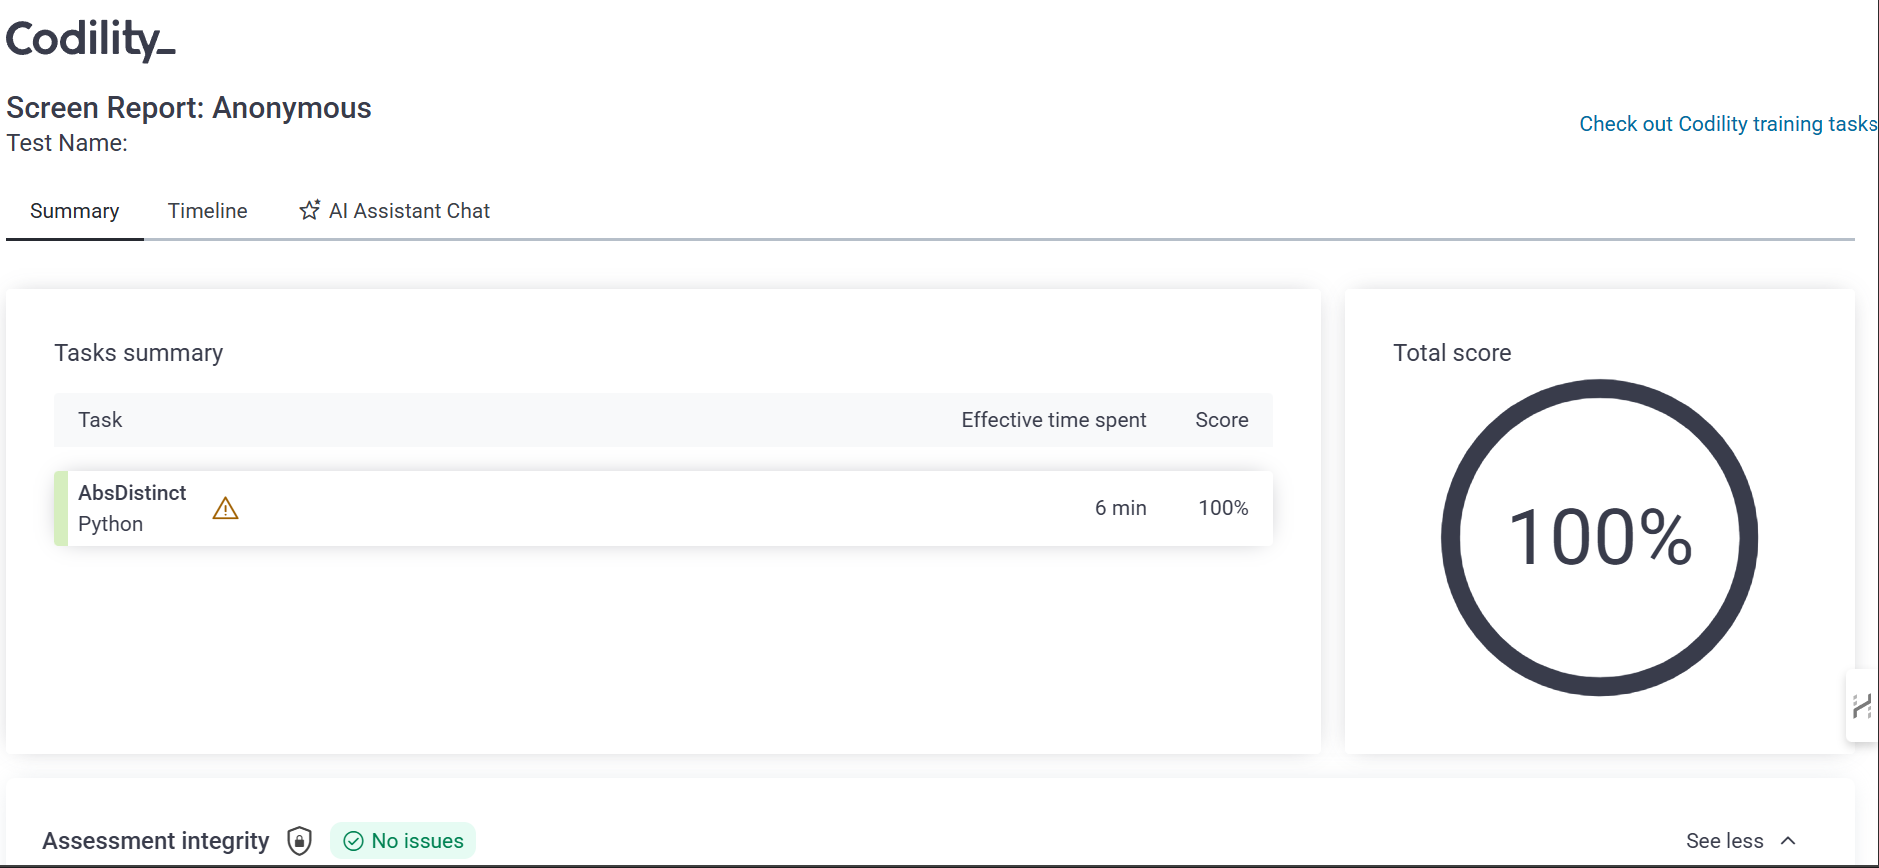 Codility_
Screen Report: Anonymous
Test Name:
Check out Codility training tasks
Summary
Timeline
AI Assistant Chat
Tasks summary
Task
Effective time spent
Score
AbsDistinct
Python
6 min
100%
Total score
100%
Assessment integrity
No issues
See less